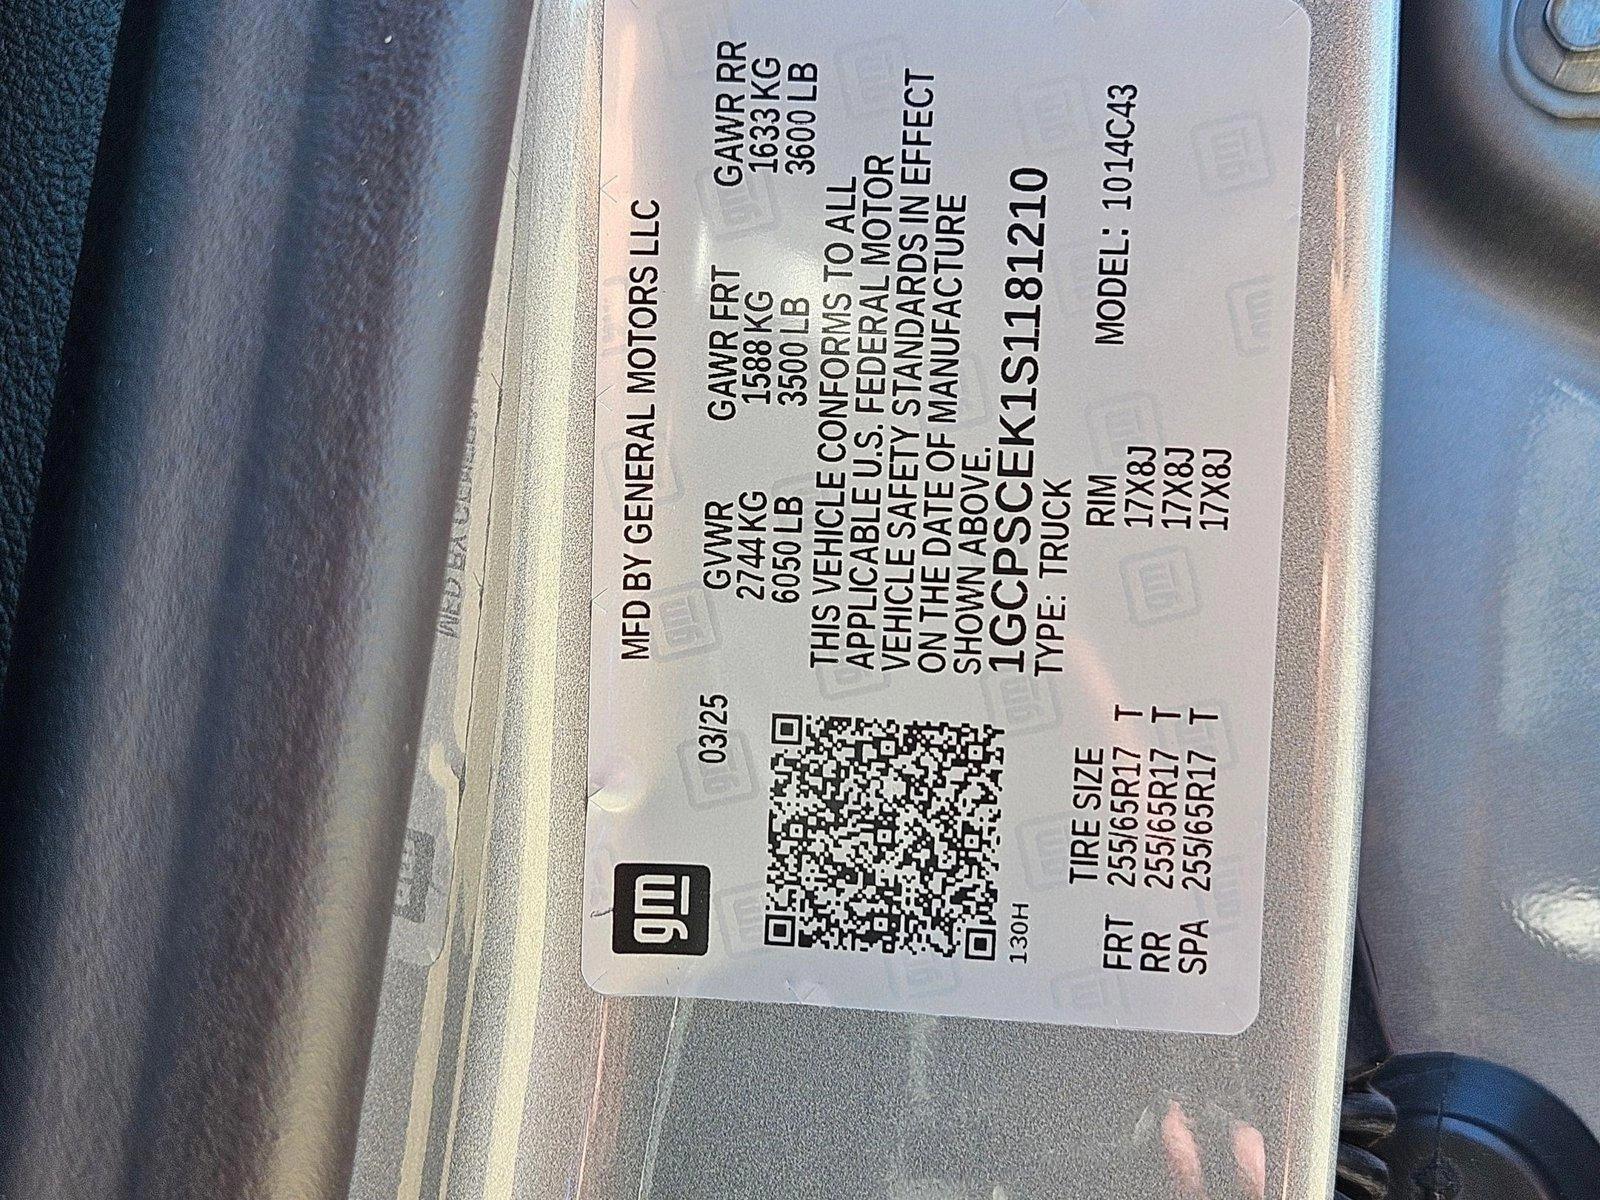 gm
03/25
MFD BY GENERAL MOTORS LLC
GVWR GAWR FRT GAWR RR
2744 KG 1588 KG 1633 KG
6050 LB 3500 LB 3600 LB
THIS VEHICLE CONFORMS TO ALL
APPLICABLE U.S. FEDERAL MOTOR
VEHICLE SAFETY STANDARDS IN EFFECT
ON THE DATE OF MANUFACTURE
SHOWN ABOVE.
1GCPSCEK1S1181210
TYPE: TRUCK
130H
MODEL: 1014C43
TIRE SIZE RIM
FRT 255/65R17 T 17X8J
RR 255/65R17 T 17X8J
SPA 255/65R17 T 17X8J